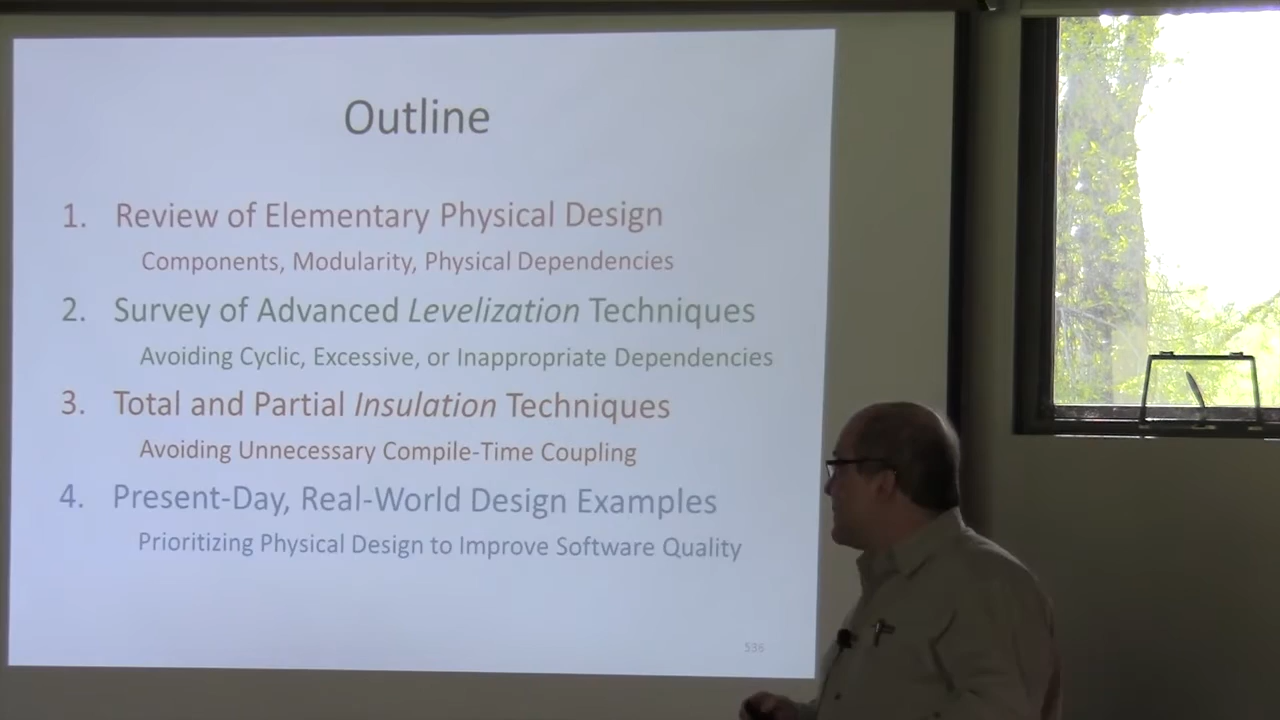 Outline
1. Review of Elementary Physical Design
Components, Modularity, Physical Dependencies
2. Survey of Advanced Levelization Techniques
Avoiding Cyclic, Excessive, or Inappropriate Dependencies
3. Total and Partial Insulation Techniques
Avoiding Unnecessary Compile-Time Coupling
4. Present-Day, Real-World Design Examples
Prioritizing Physical Design to Improve Software Quality
536